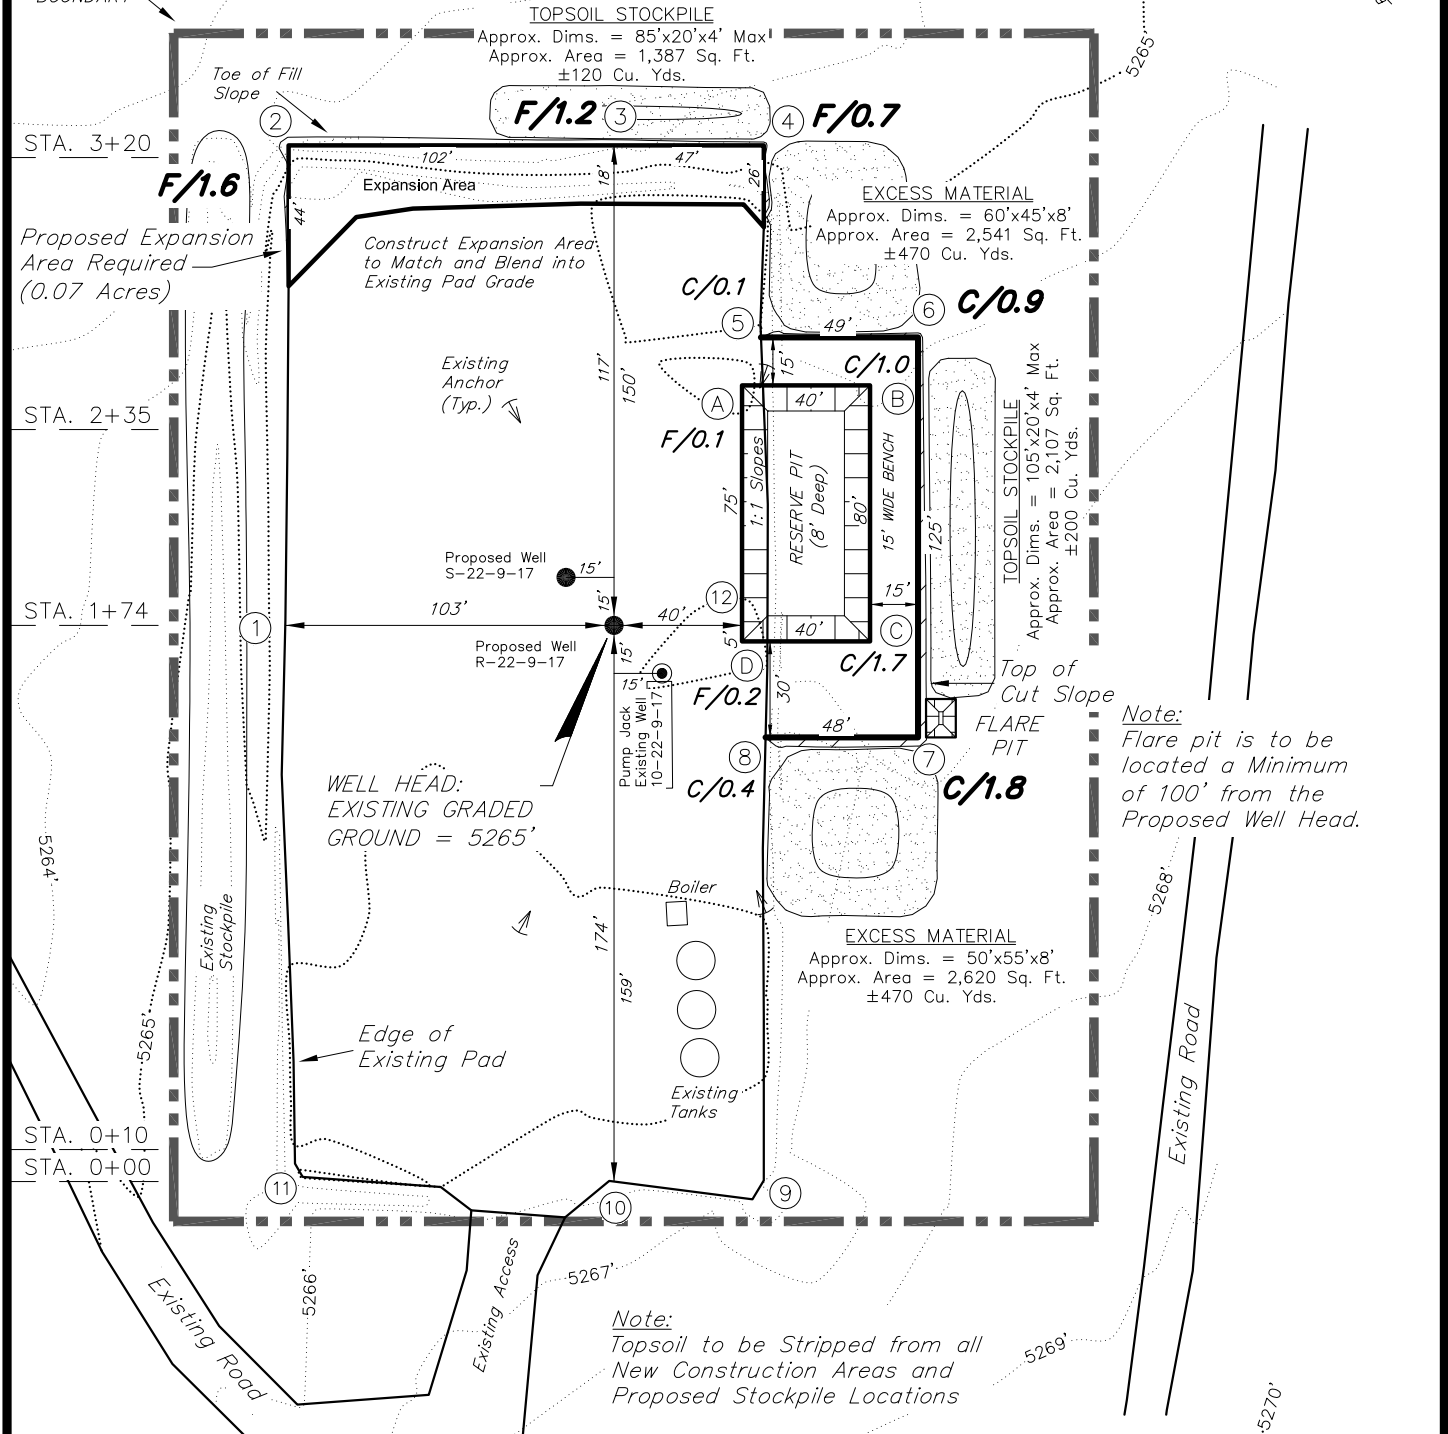 TOPSOIL STOCKPILE
Approx. Dims. = 85'x20'x4' Max
Approx. Area = 1,387 Sq. Ft.
±120 Cu. Yds.
5265'
Toe of Fill
Slope
F/1.2
3
4
F/0.7
2
STA. 3+20
102'
47'
18'
26'
F/1.6
Expansion Area
44'
EXCESS MATERIAL
Approx. Dims. = 60'x45'x8'
Approx. Area = 2,541 Sq. Ft.
±470 Cu. Yds.
Proposed Expansion
Area Required
(0.07 Acres)
Construct Expansion Area
to Match and Blend into
Existing Pad Grade
C/0.1
5
49'
6
C/0.9
Existing
Anchor
(Typ.)
117'
150'
15'
C/1.0
A
40'
B
STA. 2+35
F/0.1
TOPSOIL STOCKPILE
Approx. Dims. = 105'x20'x4' Max
Approx. Area = 2,107 Sq. Ft.
±200 Cu. Yds.
75'
1:1 Slopes
RESERVE PIT
(8' Deep)
80'
15' WIDE BENCH
125'
Proposed Well
S-22-9-17
15'
15'
STA. 1+74
1
103'
40'
12
15'
40'
C
5'
Proposed Well
R-22-9-17
15'
15'
D
C/1.7
F/0.2
30'
Top of
Cut Slope
Pump Jack
Existing Well
10-22-9-17
48'
FLARE
PIT
8
7
C/0.4
C/1.8
Note:
Flare pit is to be
located a Minimum
of 100' from the
Proposed Well Head.
WELL HEAD:
EXISTING GRADED
GROUND = 5265'
5264'
5268'
Boiler
Existing
Stockpile
174'
159'
EXCESS MATERIAL
Approx. Dims. = 50'x55'x8'
Approx. Area = 2,620 Sq. Ft.
±470 Cu. Yds.
5265'
Edge of
Existing Pad
Existing
Tanks
Existing Road
STA. 0+10
STA. 0+00
11
10
9
5266'
Existing Access
5267'
Existing Road
Note:
Topsoil to be Stripped from all
New Construction Areas and
Proposed Stockpile Locations
5269'
5270'